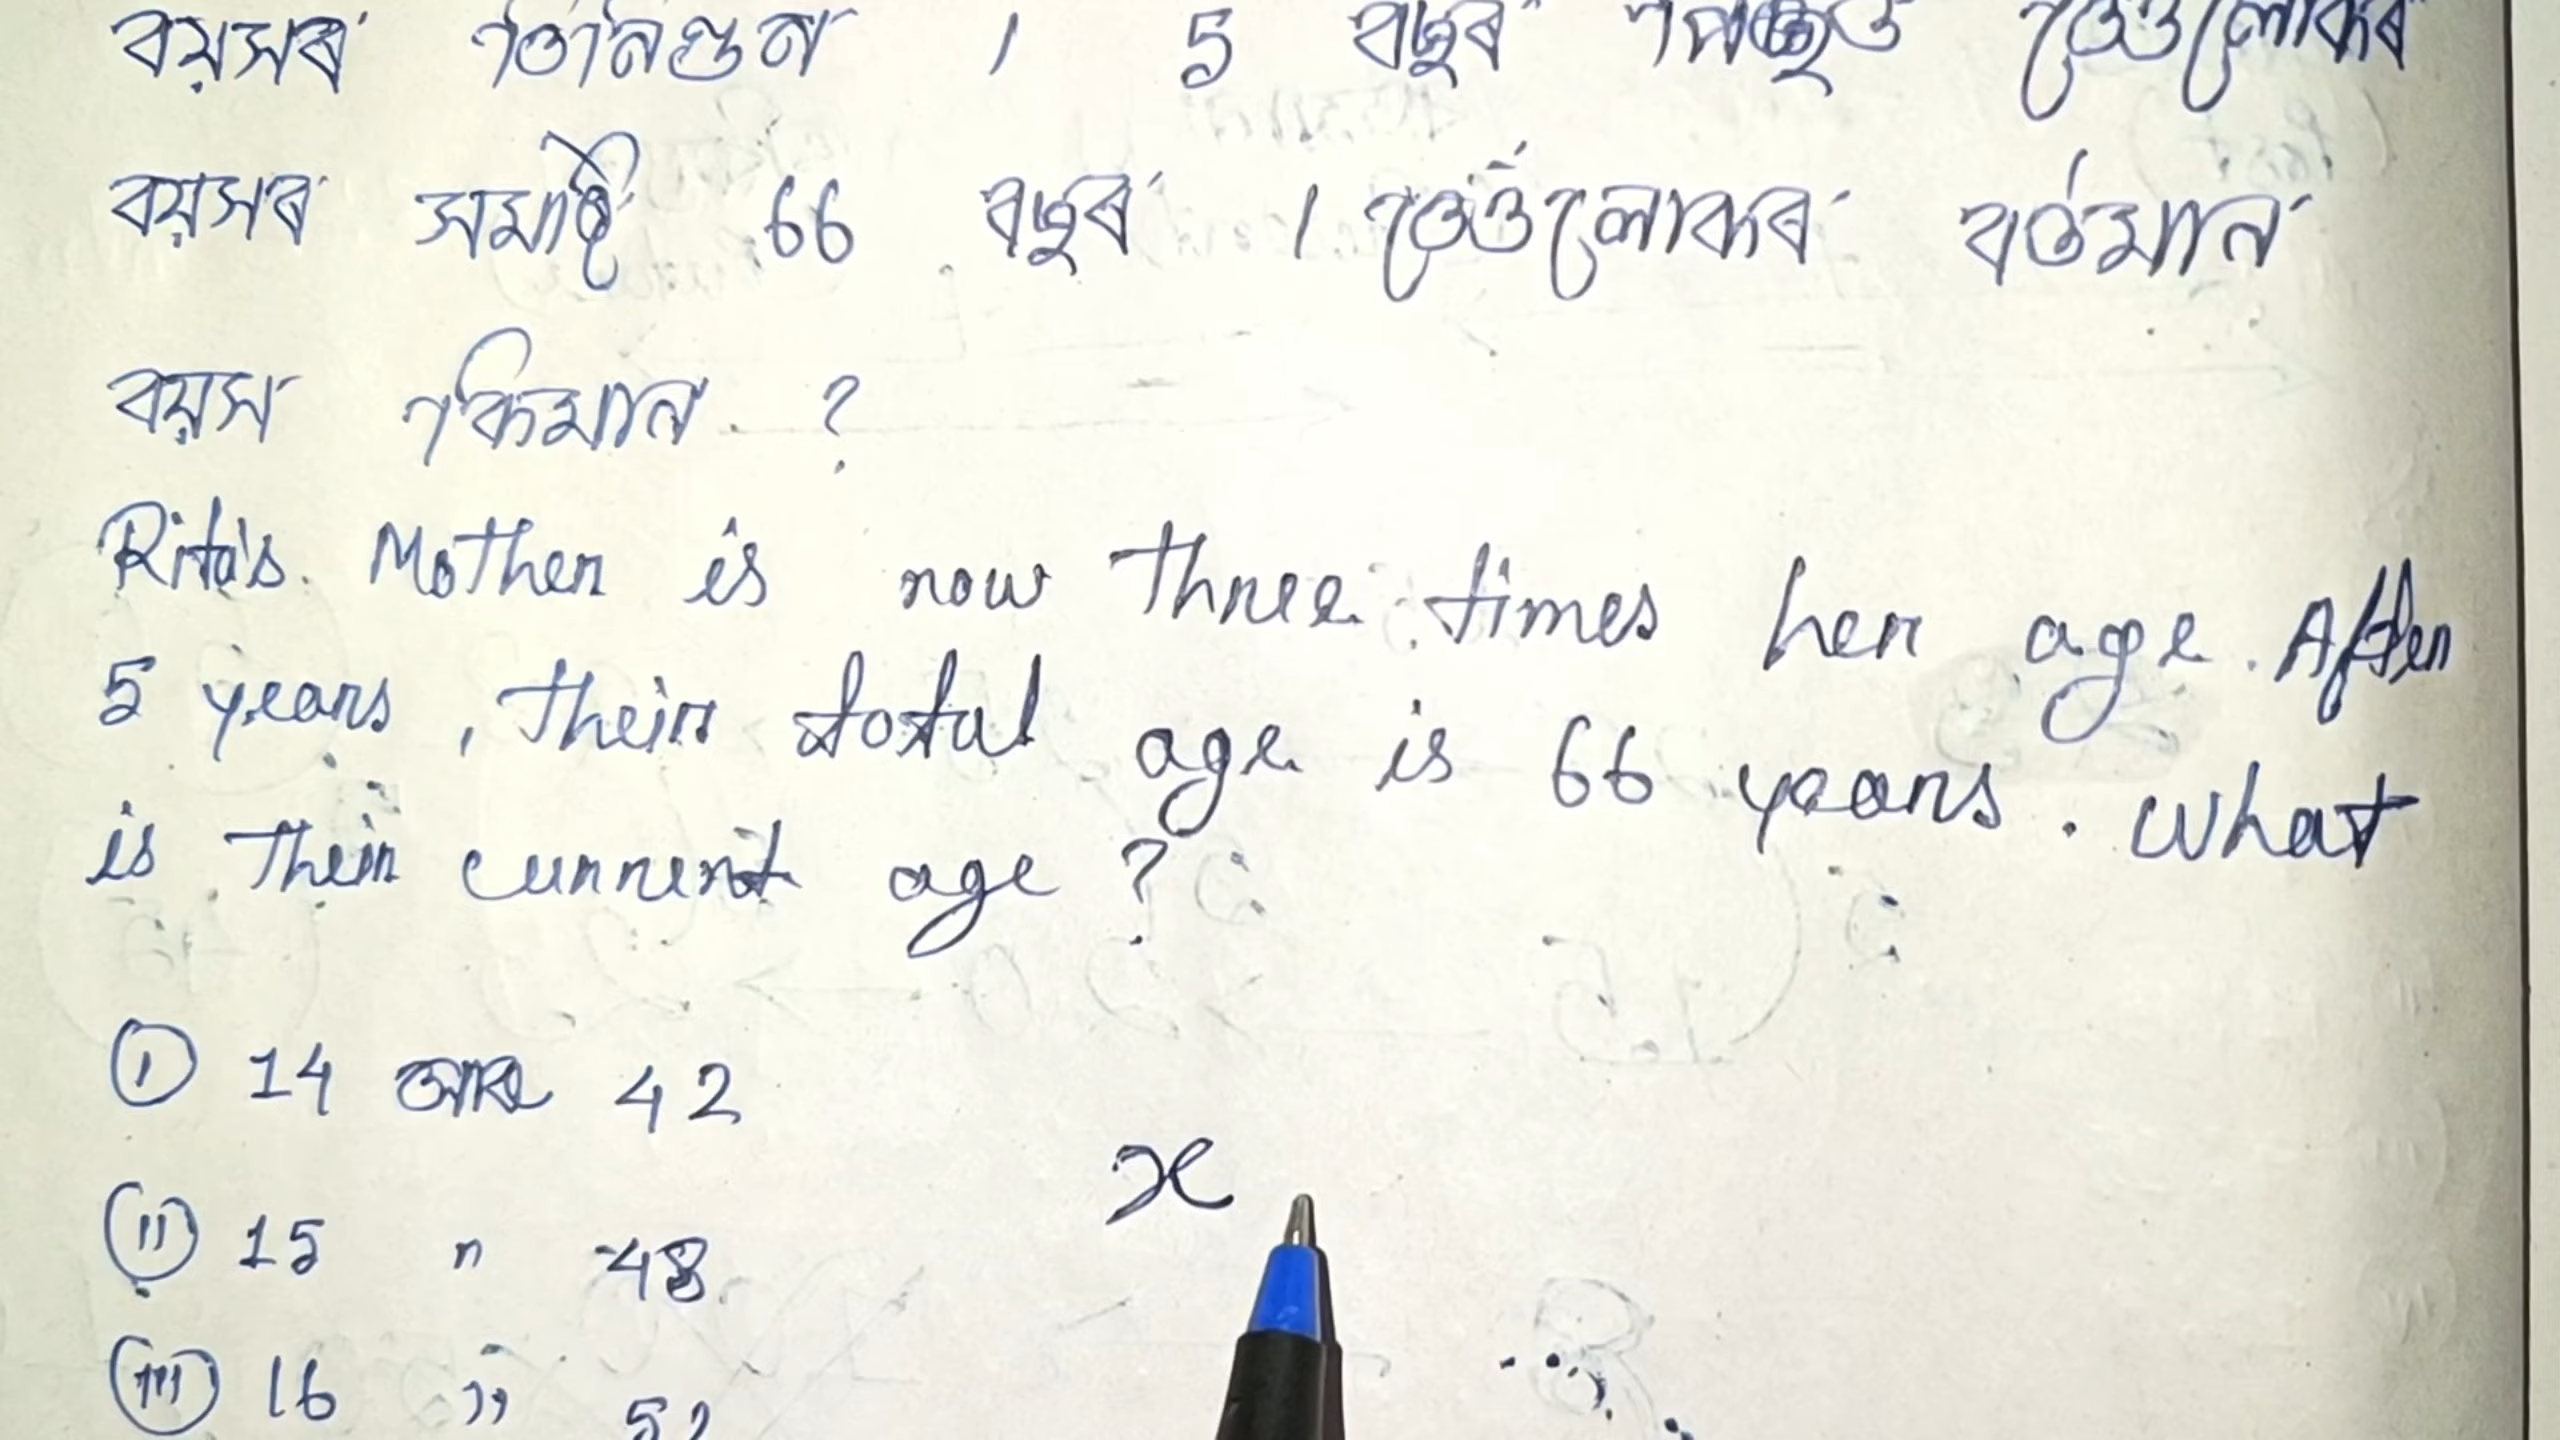 বয়সৰ তিনিগুন । 5 বছৰ পিছত তেওঁলোকৰ
বয়সৰ সমষ্টি 66 বছৰ । তেওঁলোকৰ বৰ্তমান
বয়স কিমান ?
Rita's Mother is now three times her age. After
5 years, their total age is 66 years. What
is their current age ?
(i) 14 আৰু 42
(ii) 15 " 48
x
(iii) 16 ,,